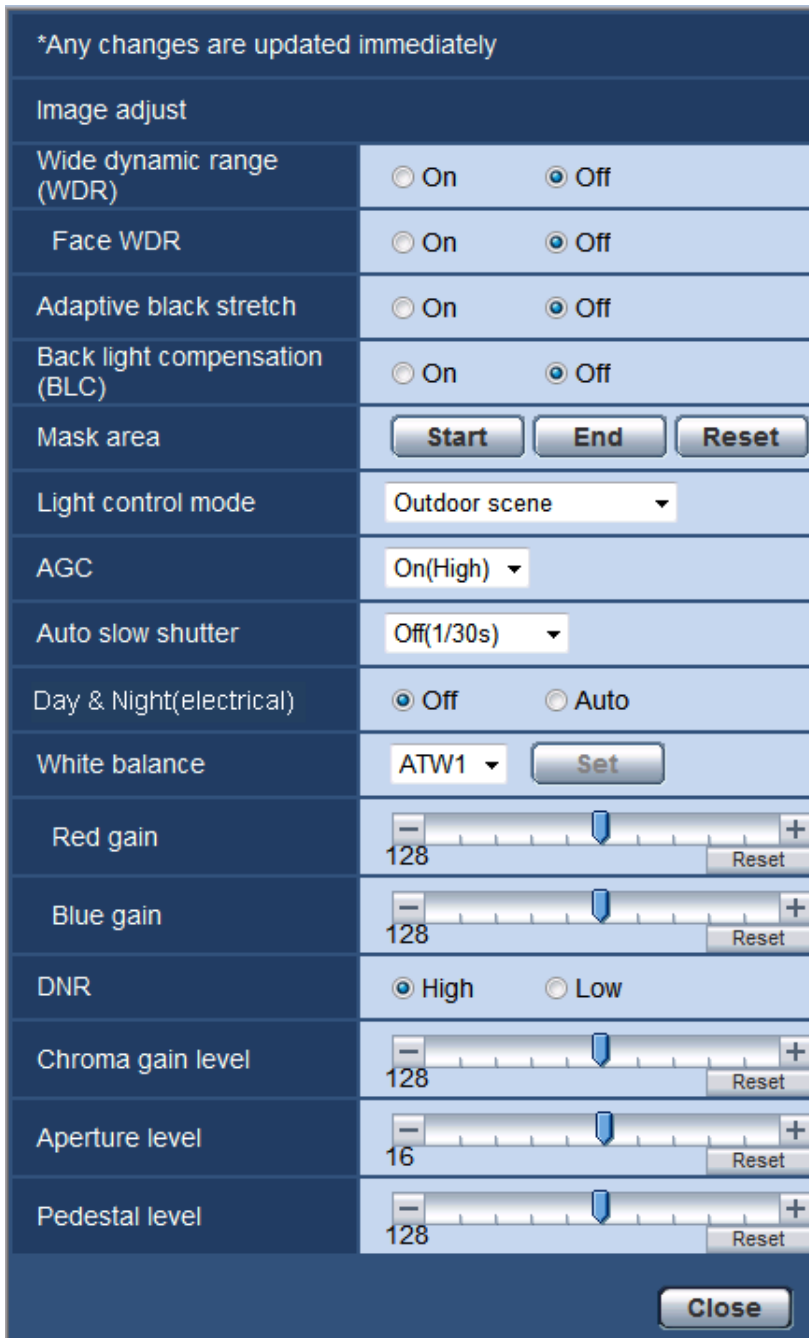 *Any changes are updated immediately
Image adjust
Wide dynamic range
(WDR)
On Off
Face WDR
On Off
Adaptive black stretch
On Off
Back light compensation
(BLC)
On Off
Mask area
Start End Reset
Light control mode
Outdoor scene
AGC
On(High)
Auto slow shutter
Off(1/30s)
Day & Night(electrical)
Off Auto
White balance
ATW1 Set
Red gain
128 Reset
Blue gain
128 Reset
DNR
High Low
Chroma gain level
128 Reset
Aperture level
16 Reset
Pedestal level
128 Reset
Close